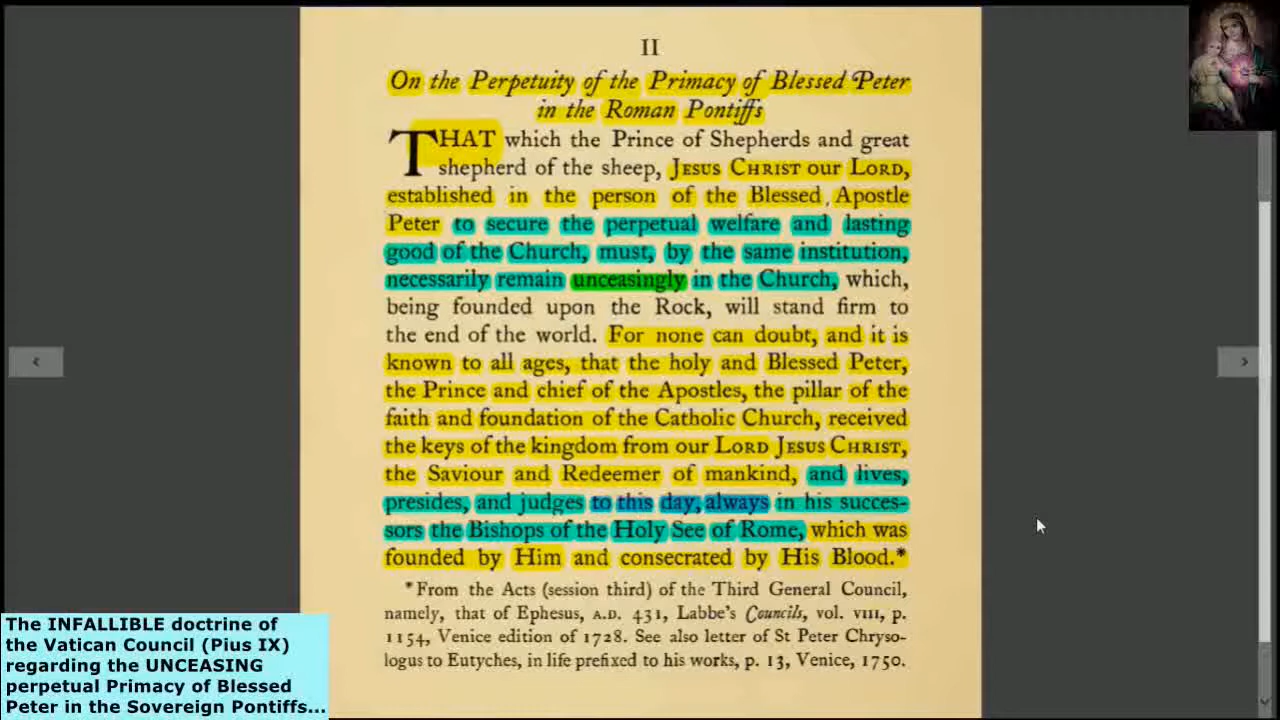 II
On the Perpetuity of the Primacy of Blessed Peter
in the Roman Pontiffs
THAT which the Prince of Shepherds and great
shepherd of the sheep, JESUS CHRIST our LORD,
established in the person of the Blessed Apostle
Peter to secure the perpetual welfare and lasting
good of the Church, must, by the same institution,
necessarily remain unceasingly in the Church, which,
being founded upon the Rock, will stand firm to
the end of the world. For none can doubt, and it is
known to all ages, that the holy and Blessed Peter,
the Prince and chief of the Apostles, the pillar of the
faith and foundation of the Catholic Church, received
the keys of the kingdom from our LORD JESUS CHRIST,
the Saviour and Redeemer of mankind, and lives,
presides, and judges to this day, always in his succes-
sors the Bishops of the Holy See of Rome, which was
founded by Him and consecrated by His Blood.*
*From the Acts (session third) of the Third General Council,
namely, that of Ephesus, A.D. 431, Labbe's Councils, vol. VIII, p.
1154, Venice edition of 1728. See also letter of St Peter Chryso-
logus to Eutyches, in life prefixed to his works, p. 13, Venice, 1750.
The INFALLIBLE doctrine of
the Vatican Council (Pius IX)
regarding the UNCEASING
perpetual Primacy of Blessed
Peter in the Sovereign Pontiffs...